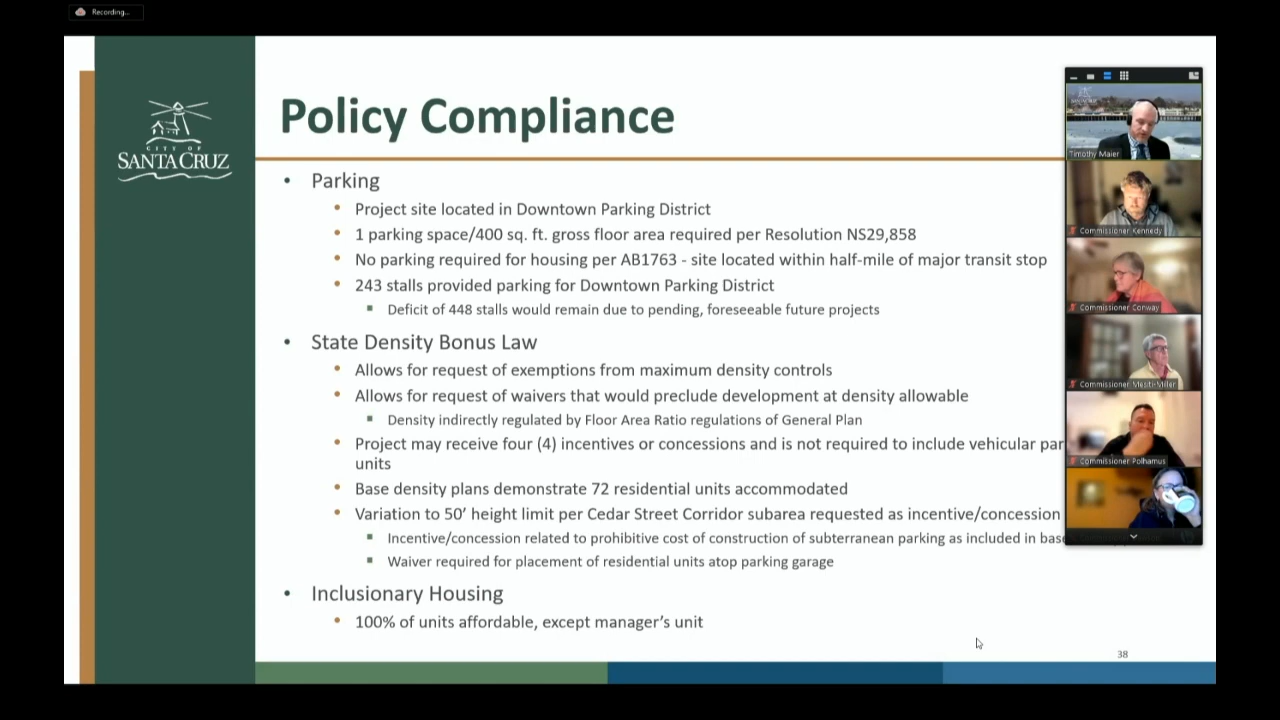 Recording...
CITY OF
SANTA CRUZ
Policy Compliance
• Parking
• Project site located in Downtown Parking District
• 1 parking space/400 sq. ft. gross floor area required per Resolution NS29,858
• No parking required for housing per AB1763 - site located within half-mile of major transit stop
• 243 stalls provided parking for Downtown Parking District
▪ Deficit of 448 stalls would remain due to pending, foreseeable future projects
• State Density Bonus Law
• Allows for request of exemptions from maximum density controls
• Allows for request of waivers that would preclude development at density allowable
▪ Density indirectly regulated by Floor Area Ratio regulations of General Plan
• Project may receive four (4) incentives or concessions and is not required to include vehicular par
units
• Base density plans demonstrate 72 residential units accommodated
• Variation to 50’ height limit per Cedar Street Corridor subarea requested as incentive/concession
▪ Incentive/concession related to prohibitive cost of construction of subterranean parking as included in base
▪ Waiver required for placement of residential units atop parking garage
• Inclusionary Housing
• 100% of units affordable, except manager’s unit
38
SANTA CRUZ
Timothy Maier
Commissioner Kennedy
Commissioner Conway
Commissioner Mesiti-Miller
Commissioner Polhamus